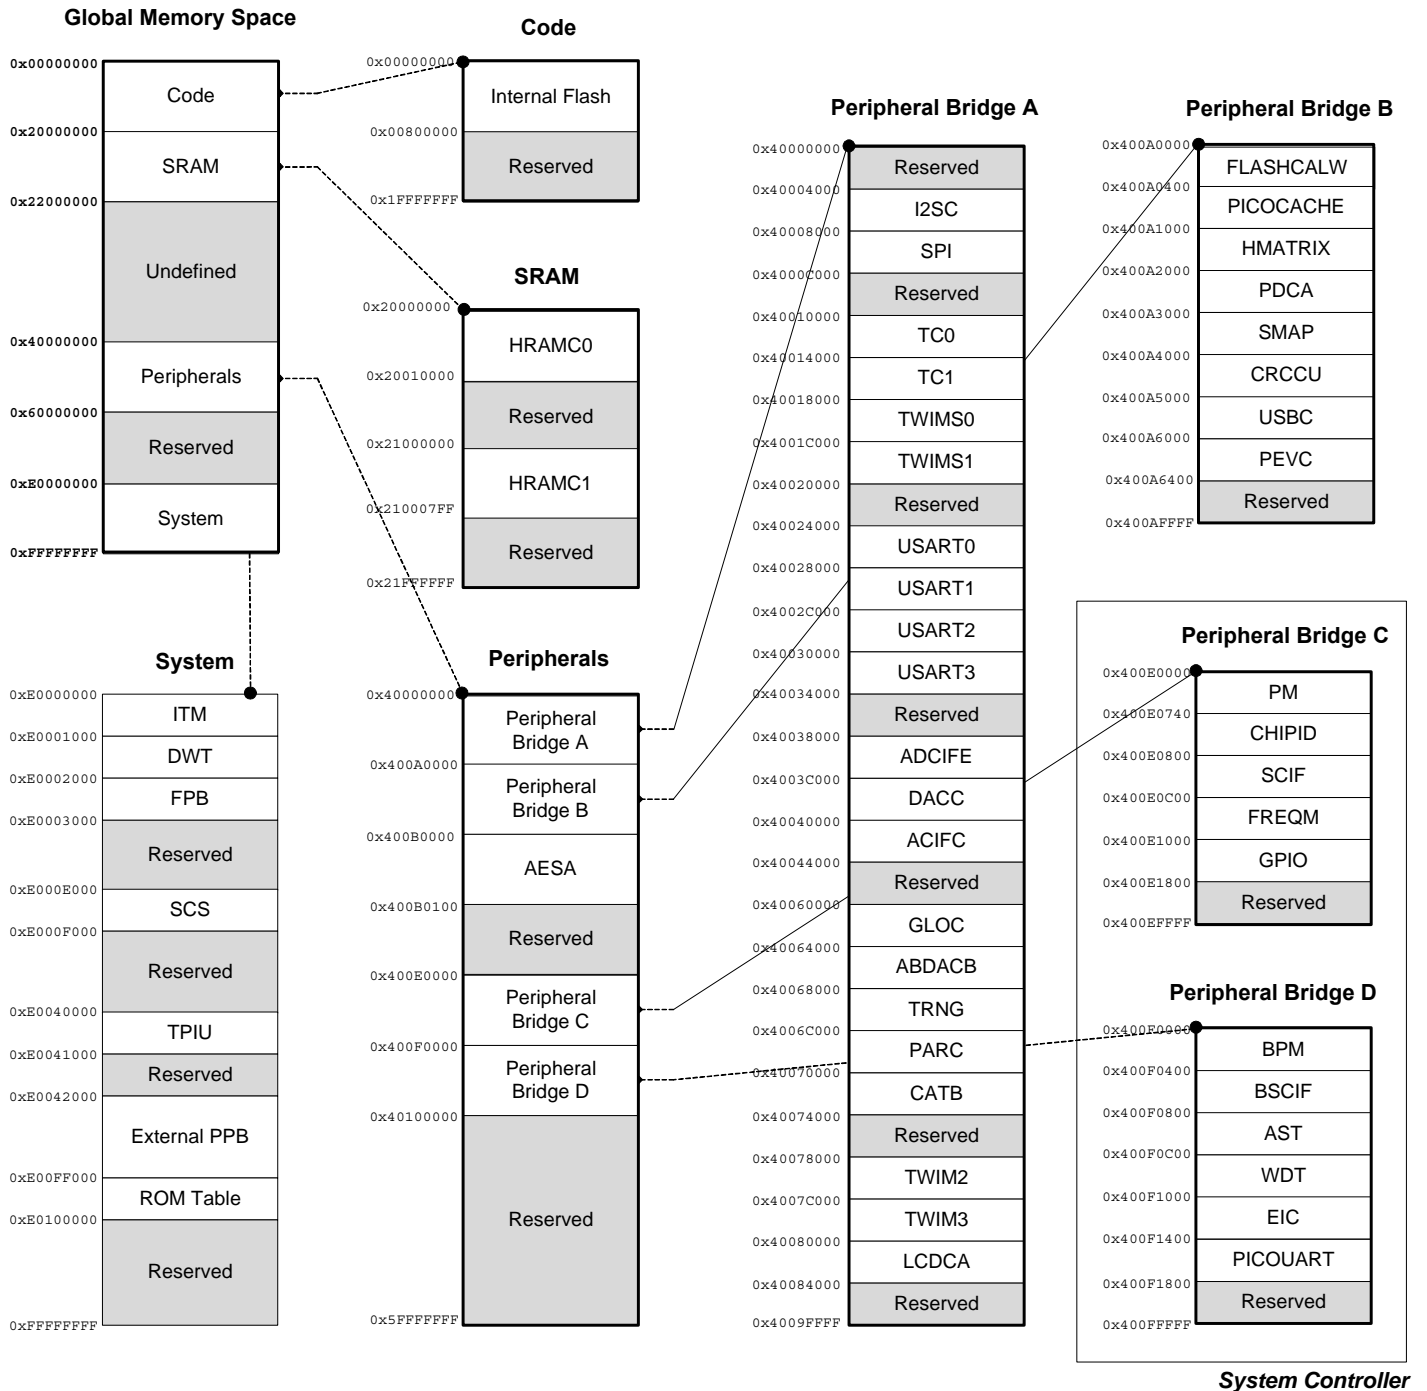 Global Memory Space
0x00000000
Code
0x20000000
SRAM
0x22000000
Undefined
0x40000000
Peripherals
0x60000000
Reserved
0xE0000000
System
0xFFFFFFFF
Code
0x00000000
Internal Flash
0x00800000
Reserved
0x1FFFFFFF
SRAM
0x20000000
HRAMC0
0x20010000
Reserved
0x21000000
HRAMC1
0x210007FF
Reserved
0x21FFFFFF
System
0xE0000000
ITM
0xE0001000
DWT
0xE0002000
FPB
0xE0003000
Reserved
0xE000E000
SCS
0xE000F000
Reserved
0xE0040000
TPIU
0xE0041000
Reserved
0xE0042000
External PPB
0xE00FF000
ROM Table
0xE0100000
Reserved
0xFFFFFFFF
Peripherals
0x40000000
Peripheral
Bridge A
0x400A0000
Peripheral
Bridge B
0x400B0000
AESA
0x400B0100
Reserved
0x400E0000
Peripheral
Bridge C
0x400F0000
Peripheral
Bridge D
0x40100000
Reserved
0x5FFFFFFF
Peripheral Bridge A
0x40000000
Reserved
0x40004000
I2SC
0x40008000
SPI
0x4000C000
Reserved
0x40010000
TC0
0x40014000
TC1
0x40018000
TWIMS0
0x4001C000
TWIMS1
0x40020000
Reserved
0x40024000
USART0
0x40028000
USART1
0x4002C000
USART2
0x40030000
USART3
0x40034000
Reserved
0x40038000
ADCIFE
0x4003C000
DACC
0x40040000
ACIFC
0x40044000
Reserved
0x40060000
GLOC
0x40064000
ABDACB
0x40068000
TRNG
0x4006C000
PARC
0x40070000
CATB
0x40074000
Reserved
0x40078000
TWIM2
0x4007C000
TWIM3
0x40080000
LCDCA
0x40084000
Reserved
0x4009FFFF
Peripheral Bridge B
0x400A0000
FLASHCALW
0x400A0400
PICOCACHE
0x400A1000
HMATRIX
0x400A2000
PDCA
0x400A3000
SMAP
0x400A4000
CRCCU
0x400A5000
USBC
0x400A6000
PEVC
0x400A6400
Reserved
0x400AFFFF
Peripheral Bridge C
0x400E0000
PM
0x400E0740
CHIPID
0x400E0800
SCIF
0x400E0C00
FREQM
0x400E1000
GPIO
0x400E1800
Reserved
0x400EFFFF
Peripheral Bridge D
0x400F0000
BPM
0x400F0400
BSCIF
0x400F0800
AST
0x400F0C00
WDT
0x400F1000
EIC
0x400F1400
PICOUART
0x400F1800
Reserved
0x400FFFFF
System Controller